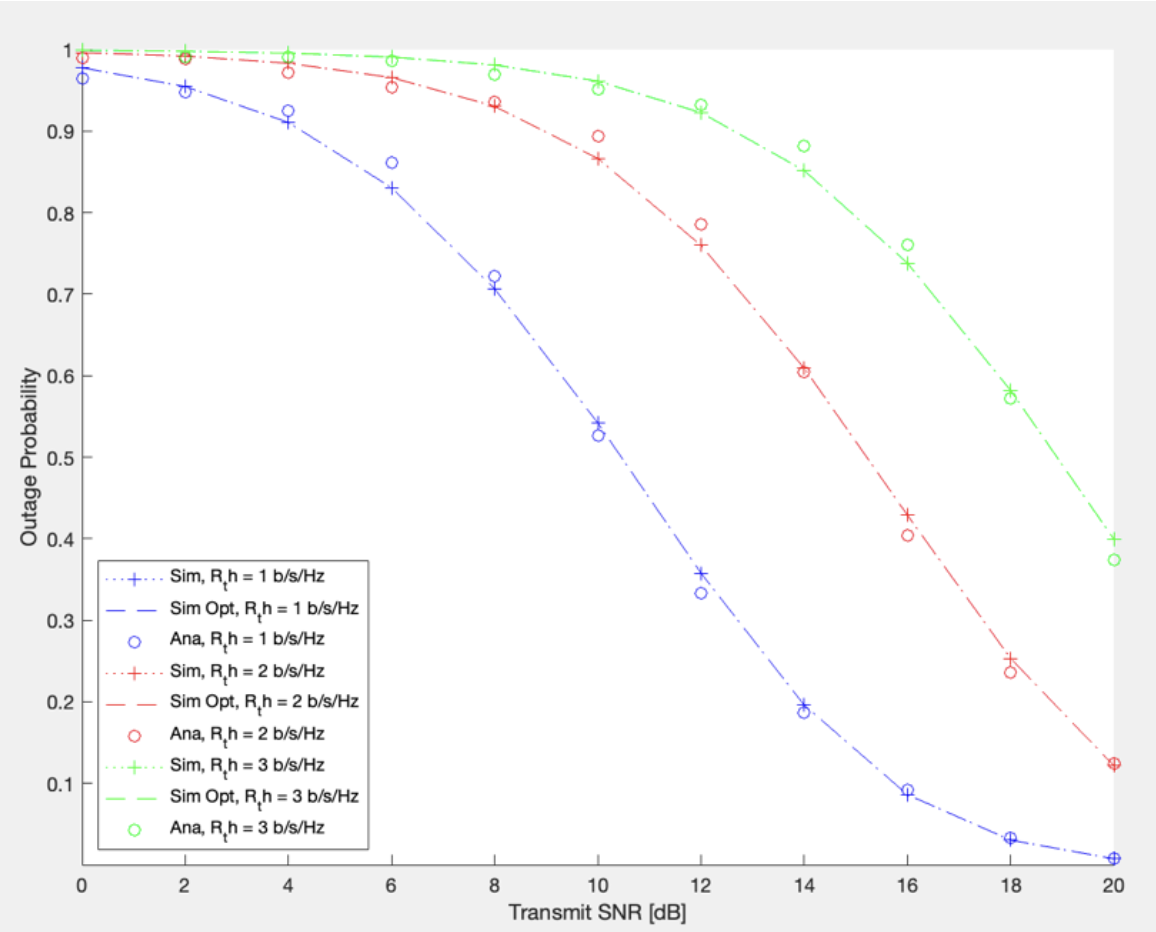 1
0.9
0.8
0.7
0.6
0.5
0.4
0.3
0.2
0.1
Outage Probability
Sim, R_th = 1 b/s/Hz
Sim Opt, R_th = 1 b/s/Hz
Ana, R_th = 1 b/s/Hz
Sim, R_th = 2 b/s/Hz
Sim Opt, R_th = 2 b/s/Hz
Ana, R_th = 2 b/s/Hz
Sim, R_th = 3 b/s/Hz
Sim Opt, R_th = 3 b/s/Hz
Ana, R_th = 3 b/s/Hz
0 2 4 6 8 10 12 14 16 18 20
Transmit SNR [dB]